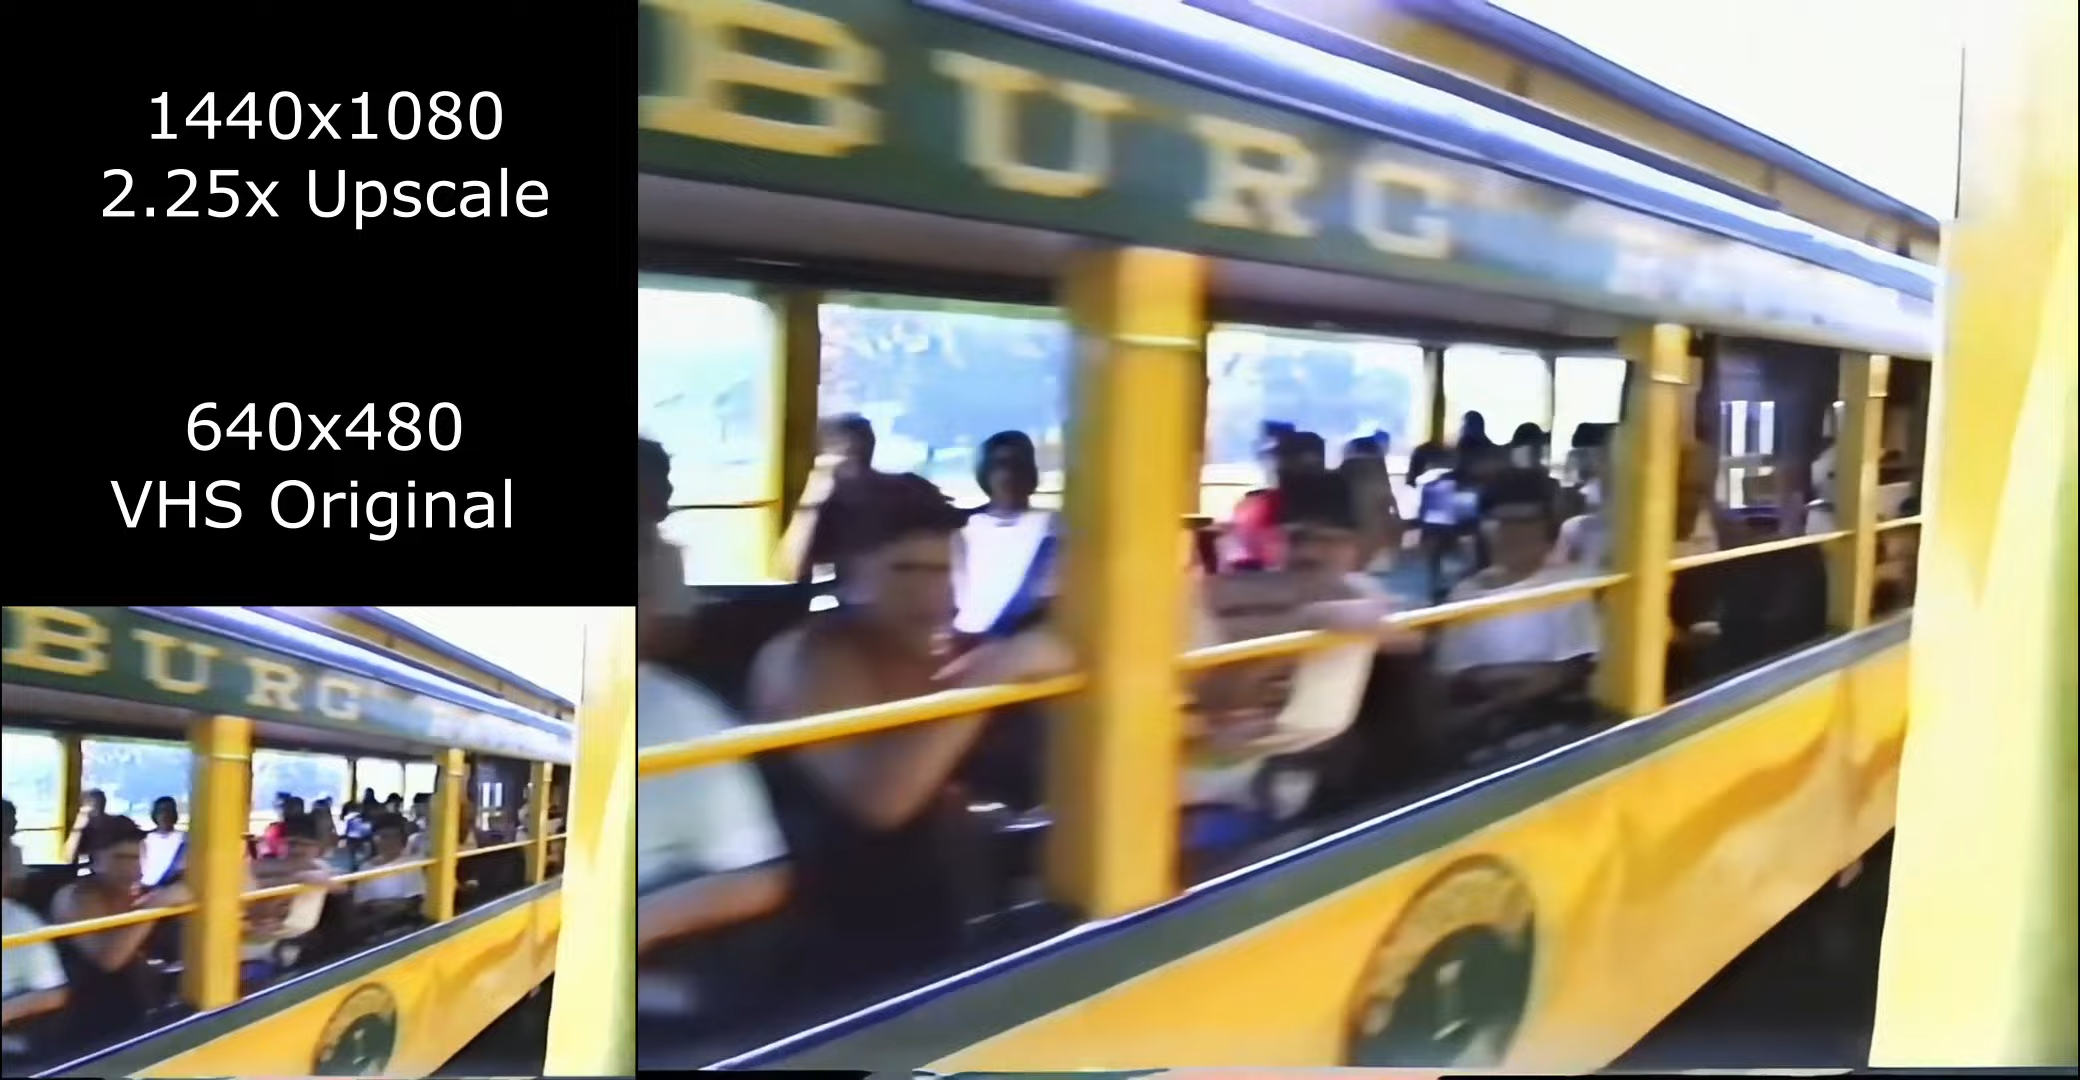 1440x1080
2.25x Upscale
640x480
VHS Original
BURG
BURG